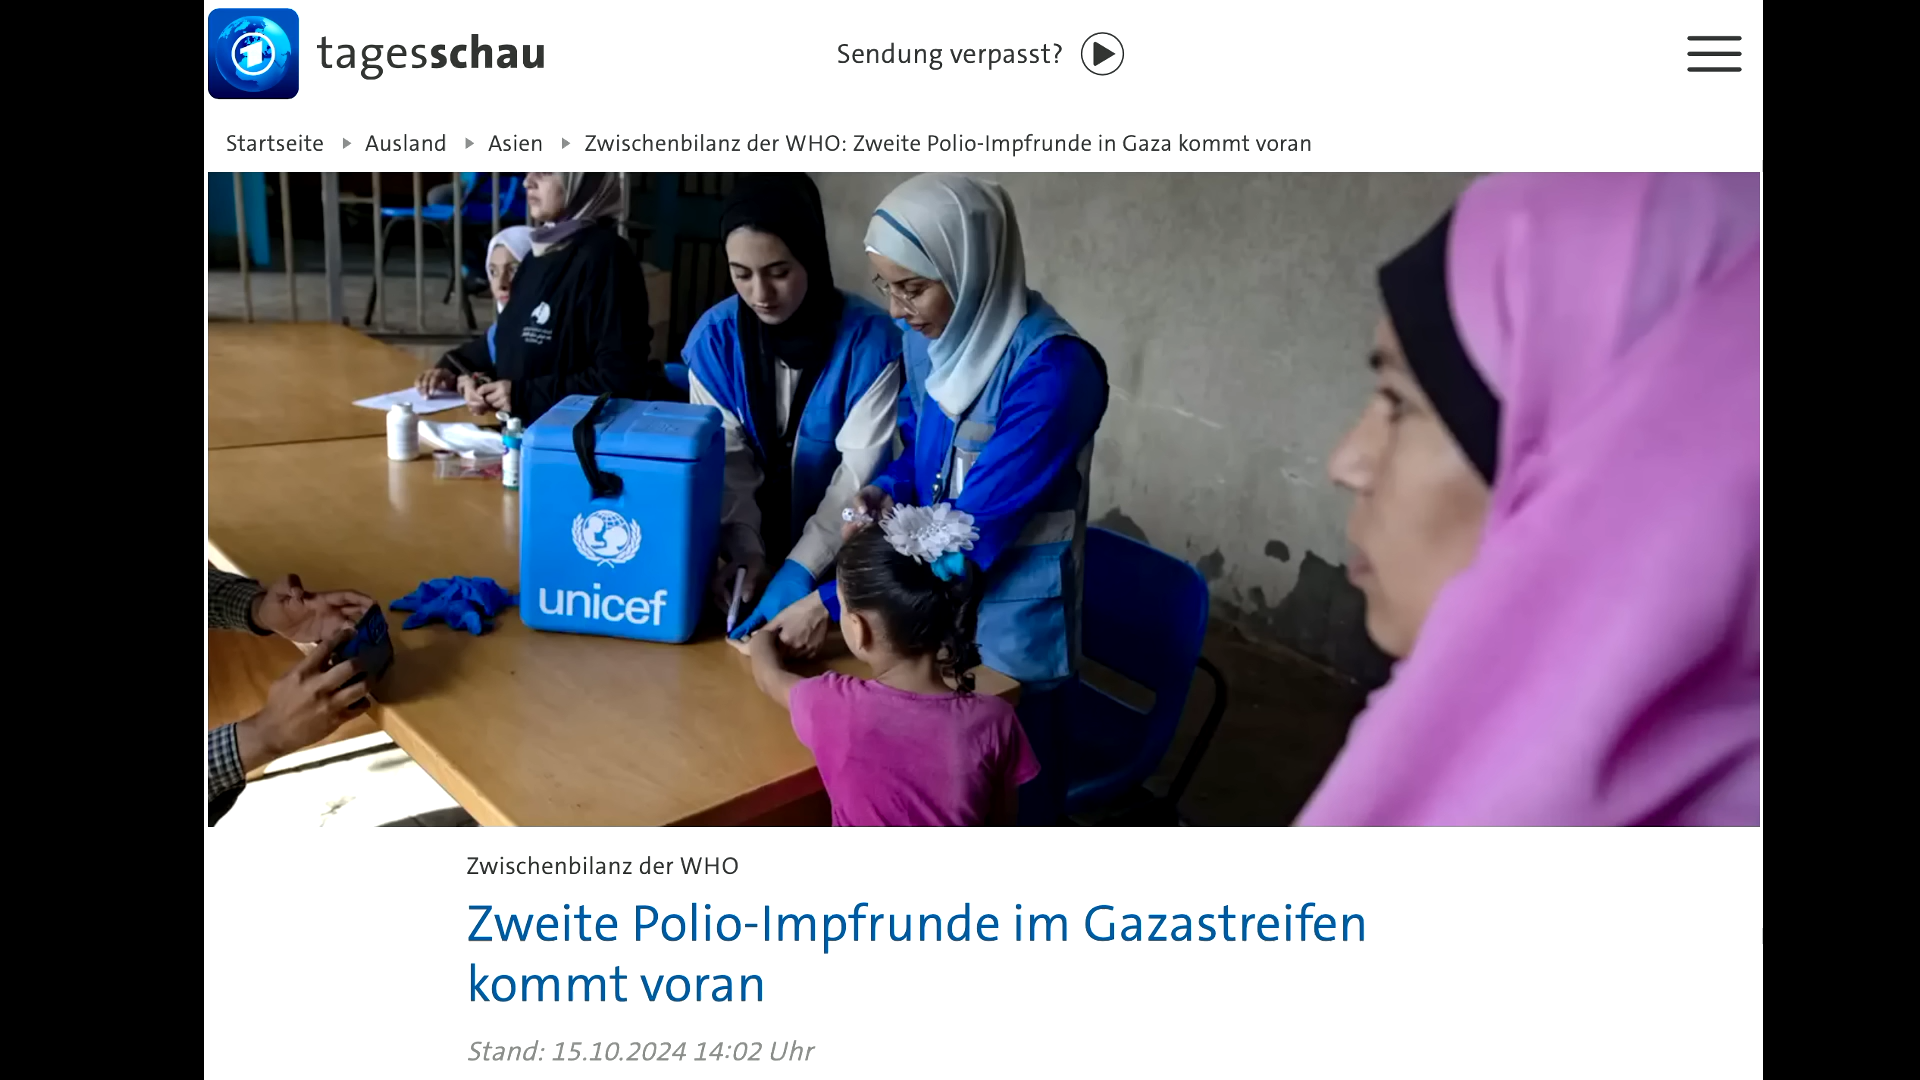 tagesschau
Sendung verpasst?
Startseite Ausland Asien Zwischenbilanz der WHO: Zweite Polio-Impfrunde in Gaza kommt voran
unicef
Zwischenbilanz der WHO
Zweite Polio-Impfrunde im Gazastreifen
kommt voran
Stand: 15.10.2024 14:02 Uhr